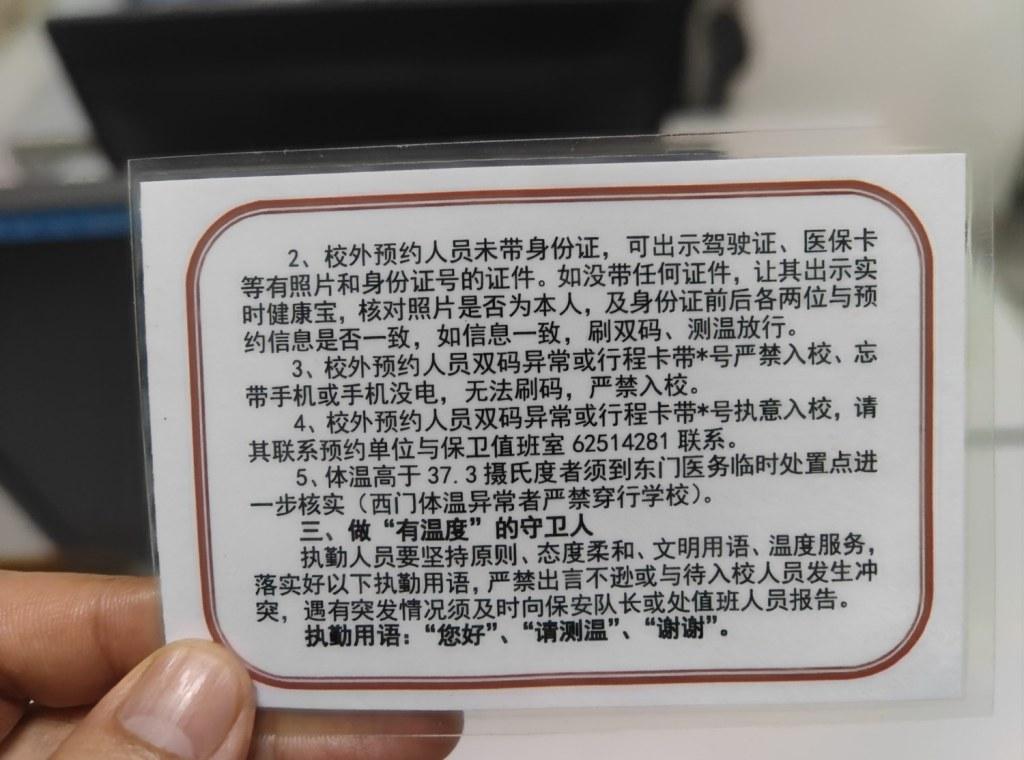 2、校外预约人员未带身份证，可出示驾驶证、医保卡
等有照片和身份证号的证件。如没带任何证件，让其出示实
时健康宝，核对照片是否为本人，及身份证前后各两位与预
约信息是否一致，如信息一致，刷双码、测温放行。
3、校外预约人员双码异常或行程卡带*号严禁入校、忘
带手机或手机没电，无法刷码，严禁入校。
4、校外预约人员双码异常或行程卡带*号执意入校，请
其联系预约单位与保卫值班室 62514281 联系。
5、体温高于 37.3 摄氏度者须到东门医务临时处置点进
一步核实（西门体温异常者严禁穿行学校）。
三、做“有温度”的守卫人
执勤人员要坚持原则、态度柔和、文明用语、温度服务，
落实好以下执勤用语，严禁出言不逊或与待入校人员发生冲
突，遇有突发情况须及时向保安队长或处值班人员报告。
执勤用语：“您好”、“请测温”、“谢谢”。